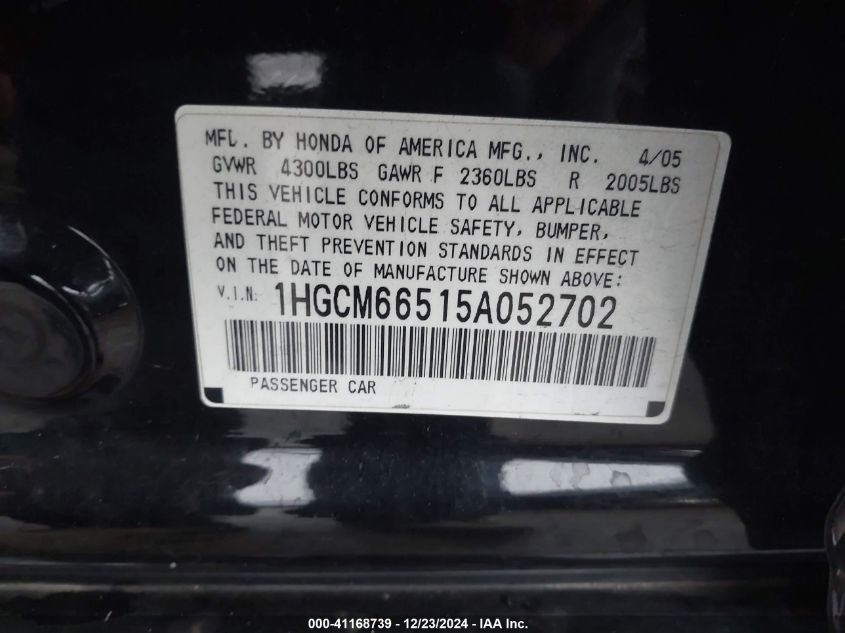 MFD. BY HONDA OF AMERICA MFG., INC. 4/05
GVWR 4300LBS GAWR F 2360LBS R 2005LBS
THIS VEHICLE CONFORMS TO ALL APPLICABLE
FEDERAL MOTOR VEHICLE SAFETY, BUMPER,
AND THEFT PREVENTION STANDARDS IN EFFECT
ON THE DATE OF MANUFACTURE SHOWN ABOVE:
V.I.N: 1HGCM66515A052702
PASSENGER CAR
000-41168739 - 12/23/2024 - IAA Inc.